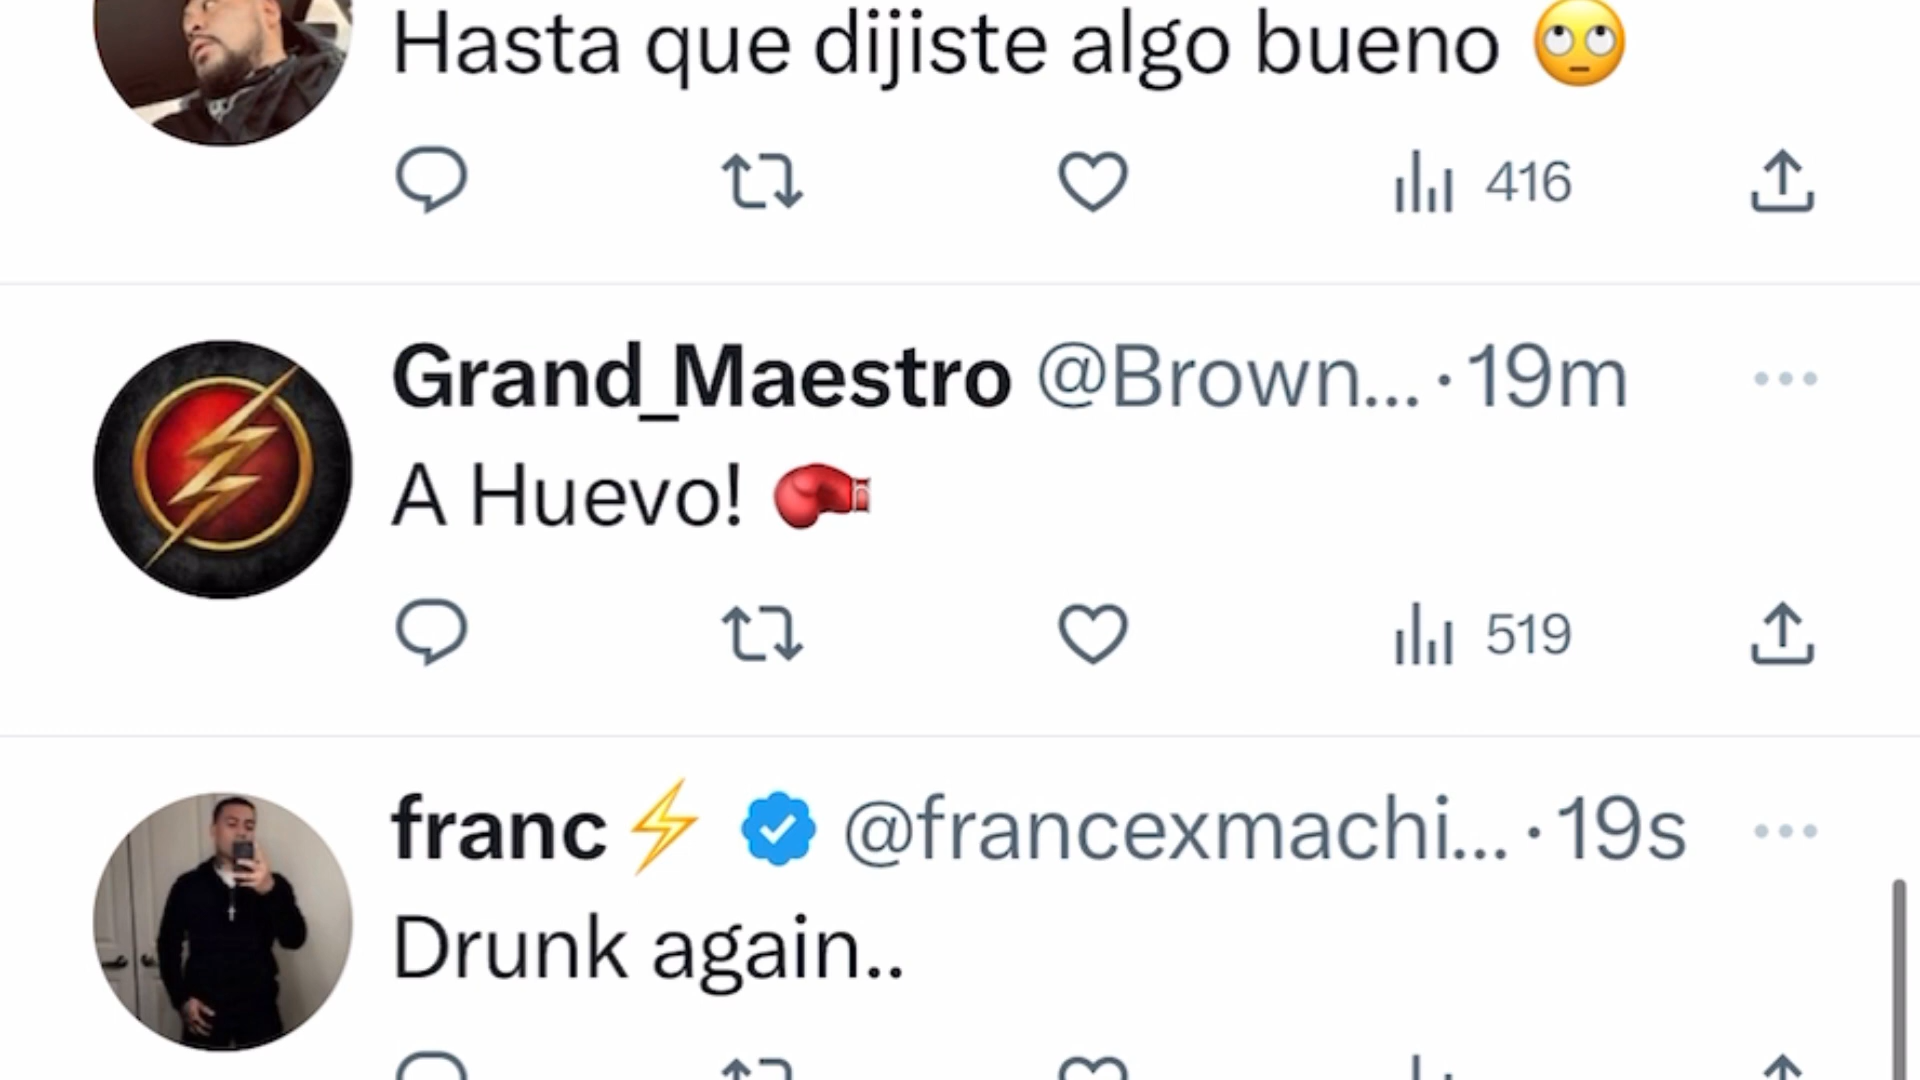 Hasta que dijiste algo bueno 🙄
416
Grand_Maestro @Brown... · 19m
A Huevo! 🥊
519
franc⚡ @francexmachi... · 19s
Drunk again..